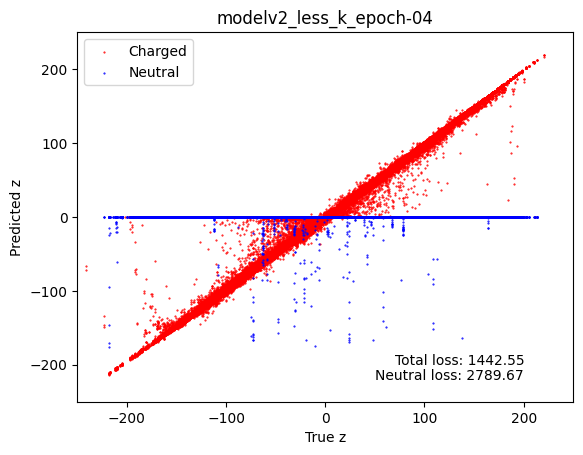 modelv2_less_k_epoch-04
Charged
Neutral
Predicted z
200
100
0
−100
−200
Total loss: 1442.55
Neutral loss: 2789.67
−200
−100
0
100
200
True z